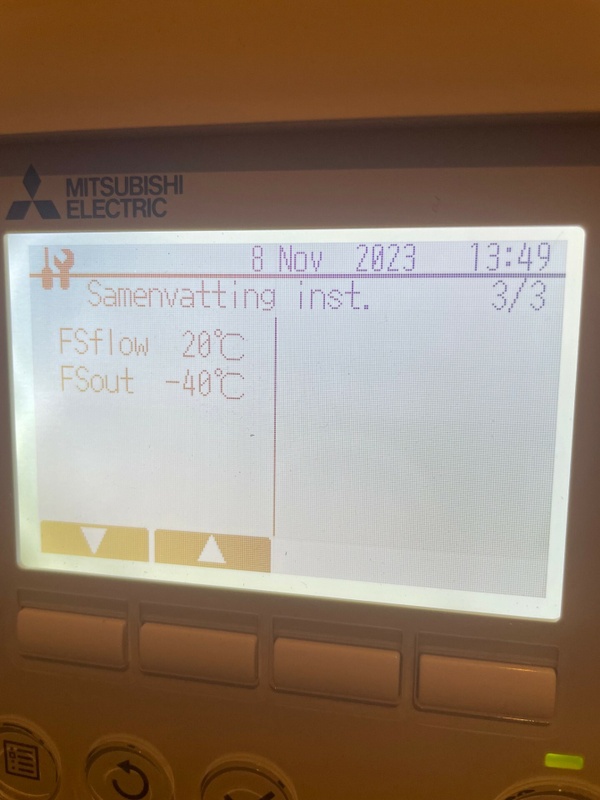 MITSUBISHI
ELECTRIC
8 Nov 2023 13:49
Samenvatting inst. 3/3
FSflow 20℃
FSout -40℃